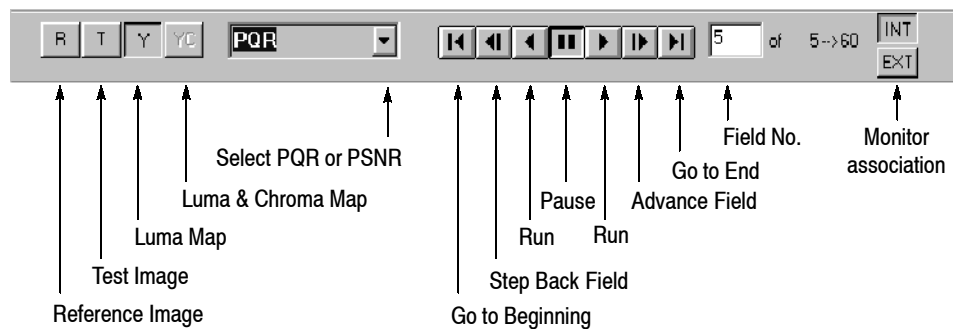 R T Y YC PQR 5 of 5-->60 INT
EXT
Field No. Monitor
Select PQR or PSNR Go to End association
Luma & Chroma Map Pause Advance Field
Luma Map Run Run
Test Image Step Back Field
Reference Image Go to Beginning